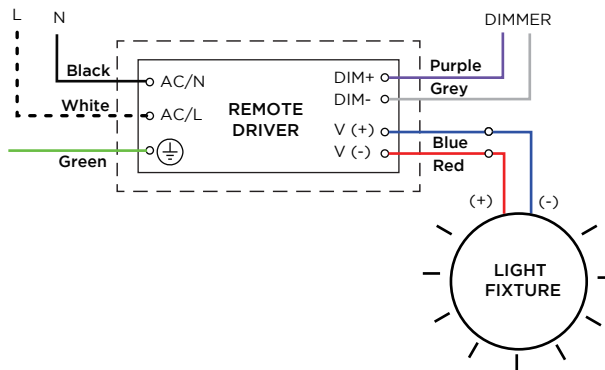 L
N
DIMMER
Black
White
Green
AC/N
AC/L
REMOTE
DRIVER
DIM+
DIM-
V (+)
V (-)
Purple
Grey
Blue
Red
(+)
(-)
LIGHT
FIXTURE